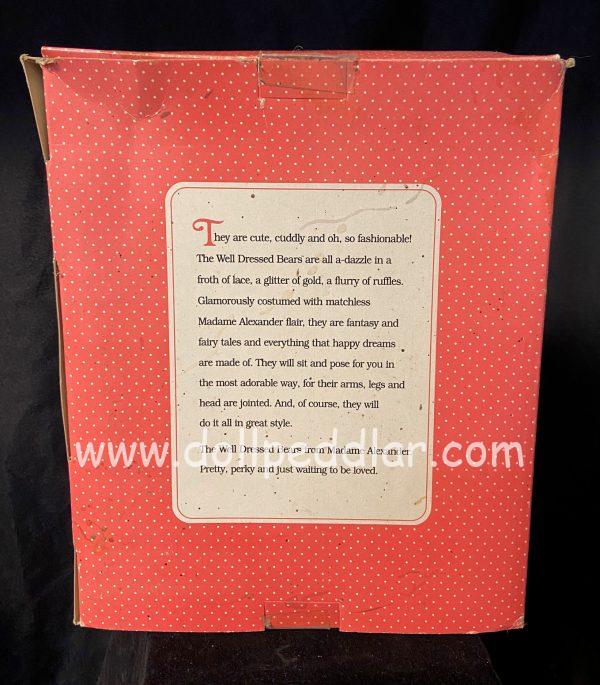 They are cute, cuddly and oh, so fashionable!
The Well Dressed Bears are all a-dazzle in a
froth of lace, a glitter of gold, a flurry of ruffles.
Glamorously costumed with matchless
Madame Alexander flair, they are fantasy and
fairy tales and everything that happy dreams
are made of. They will sit and pose for you in
the most adorable way, for their arms, legs and
head are jointed. And, of course, they will
do it all in great style.
www.dollpeddlar.com
The Well Dressed Bears from Madame Alexander
Pretty, perky and just waiting to be loved.